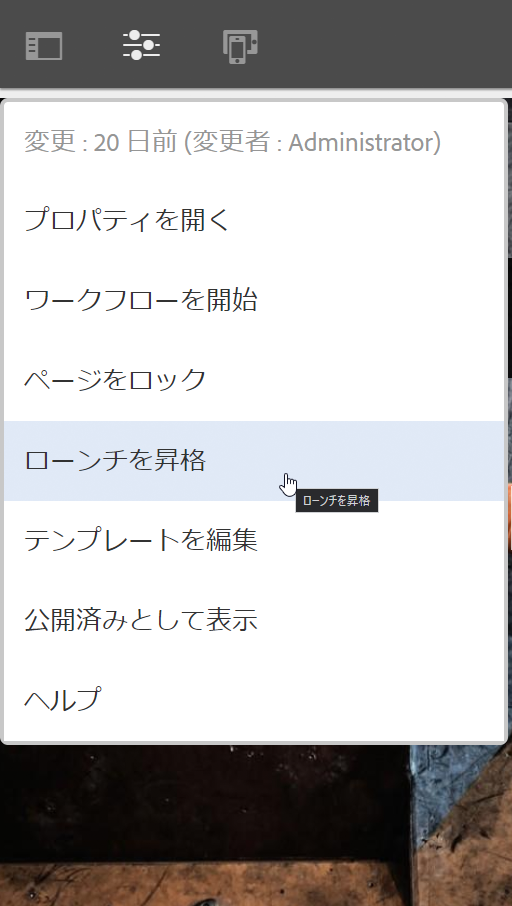 変更 : 20 日前 (変更者 : Administrator)
プロパティを開く
ワークフローを開始
ページをロック
ローンチを昇格
ローンチを昇格
テンプレートを編集
公開済みとして表示
ヘルプ